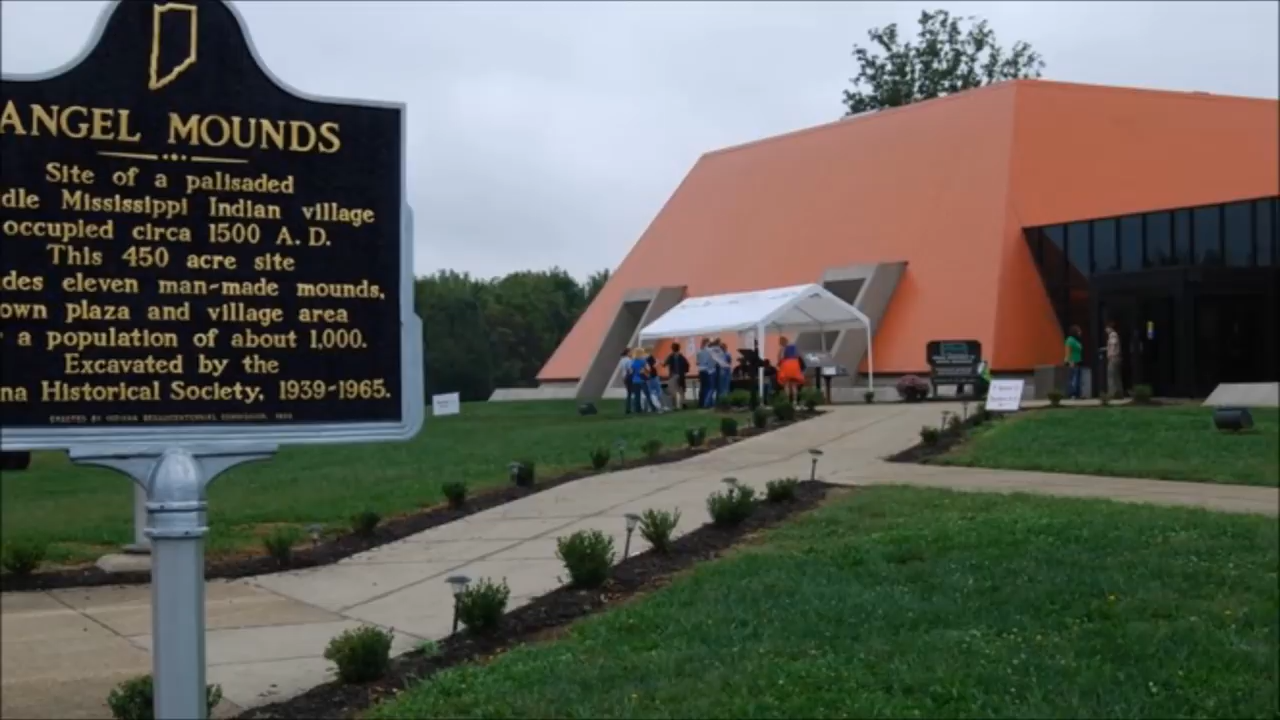 ANGEL MOUNDS
Site of a palisaded
dle Mississippi Indian village
occupied circa 1500 A. D.
This 450 acre site
des eleven man-made mounds,
own plaza and village area
a population of about 1,000.
Excavated by the
na Historical Society, 1939-1965.